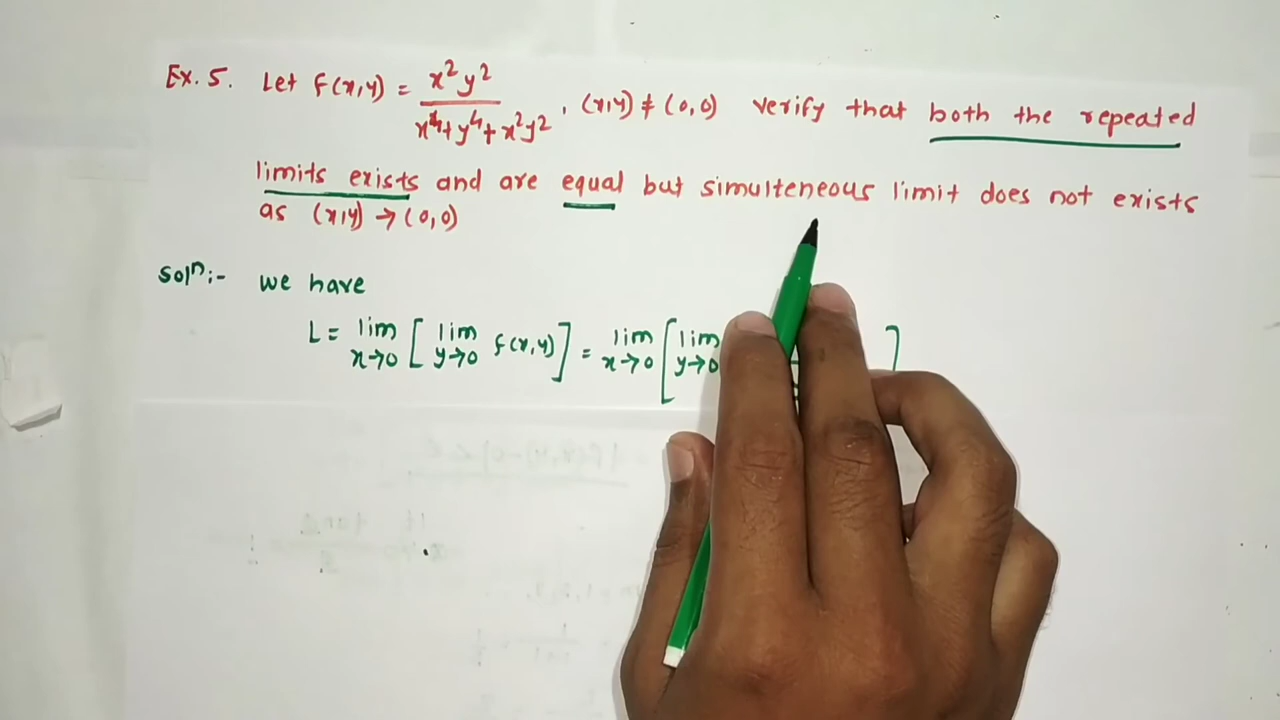 Ex. 5. Let f(x,y) = x²y² / x⁴+y⁴+x²y² , (x,y) ≠ (0,0) verify that both the repeated
limits exists and are equal but simulteneous limit does not exists
as (x,y) → (0,0)
Solⁿ:- we have
L = lim x→0 [ lim y→0 f(x,y) ] = lim x→0 [ lim y→0 ]